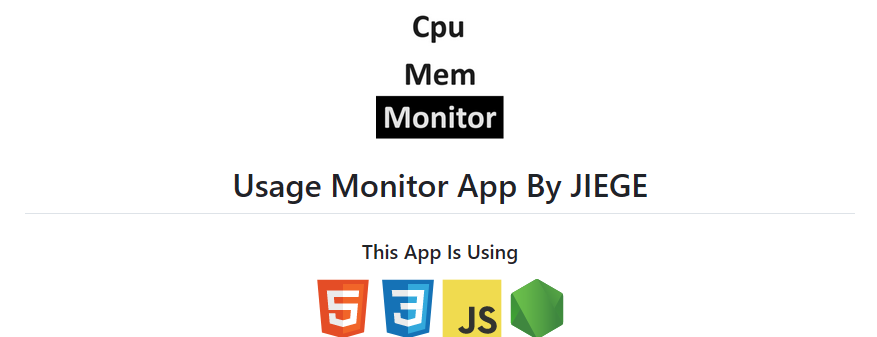 Cpu
Mem
Monitor
Usage Monitor App By JIEGE
This App Is Using
5 3 JS